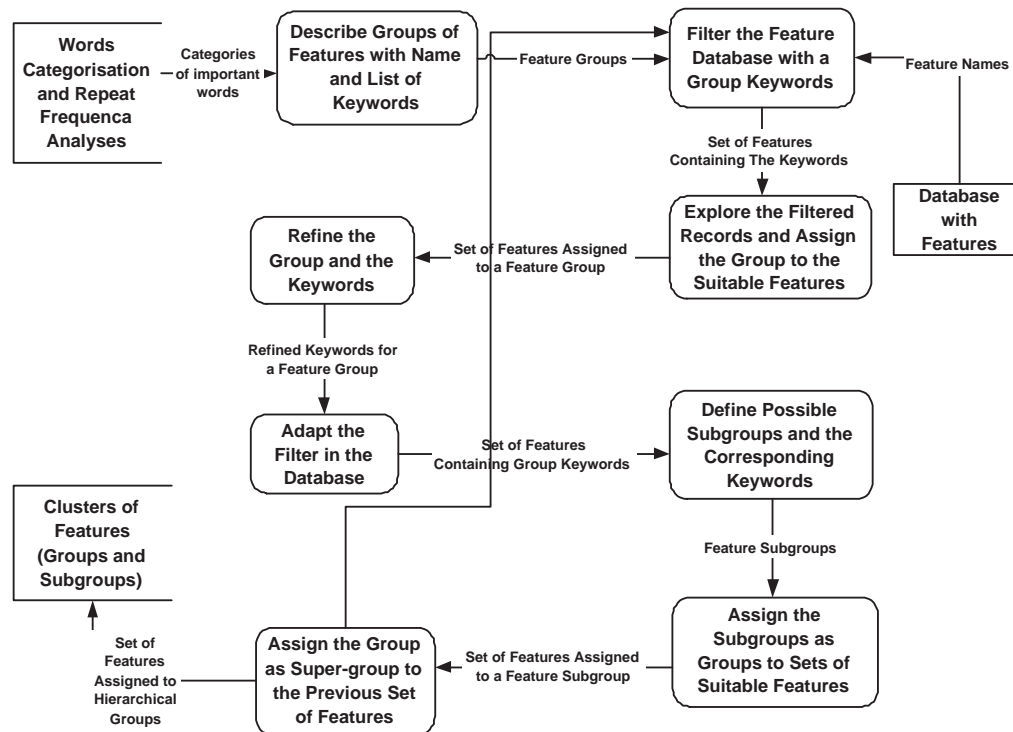 Words
Categorisation
and Repeat
Frequenca
Analyses
Categories
of important
words
Describe Groups of
Features with Name
and List of
Keywords
Feature Groups
Filter the Feature
Database with a
Group Keywords
Feature Names
Database
with
Features
Set of Features
Containing The Keywords
Explore the Filtered
Records and Assign
the Group to the
Suitable Features
Set of Features Assigned
to a Feature Group
Refine the
Group and the
Keywords
Refined Keywords for
a Feature Group
Adapt the
Filter in the
Database
Set of Features
Containing Group Keywords
Define Possible
Subgroups and the
Corresponding
Keywords
Feature Subgroups
Assign the
Subgroups as
Groups to Sets of
Suitable Features
Set of Features Assigned
to a Feature Subgroup
Assign the Group
as Super-group to
the Previous Set
of Features
Set of
Features
Assigned to
Hierarchical
Groups
Clusters of
Features
(Groups and
Subgroups)